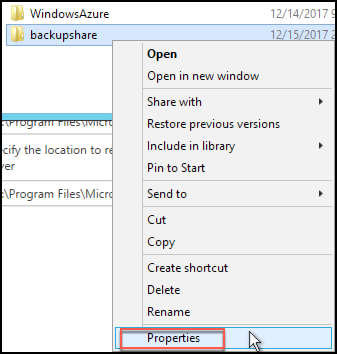 WindowsAzure 12/14/2017 9
backupshare 12/15/2017 2
Open
Open in new window
:\Program Files\Micro
Share with
Restore previous versions
ecify the location to re
Include in library
ver
Pin to Start
:\Program Files\Micro
Send to
Cut
Copy
Create shortcut
Delete
Rename
Properties